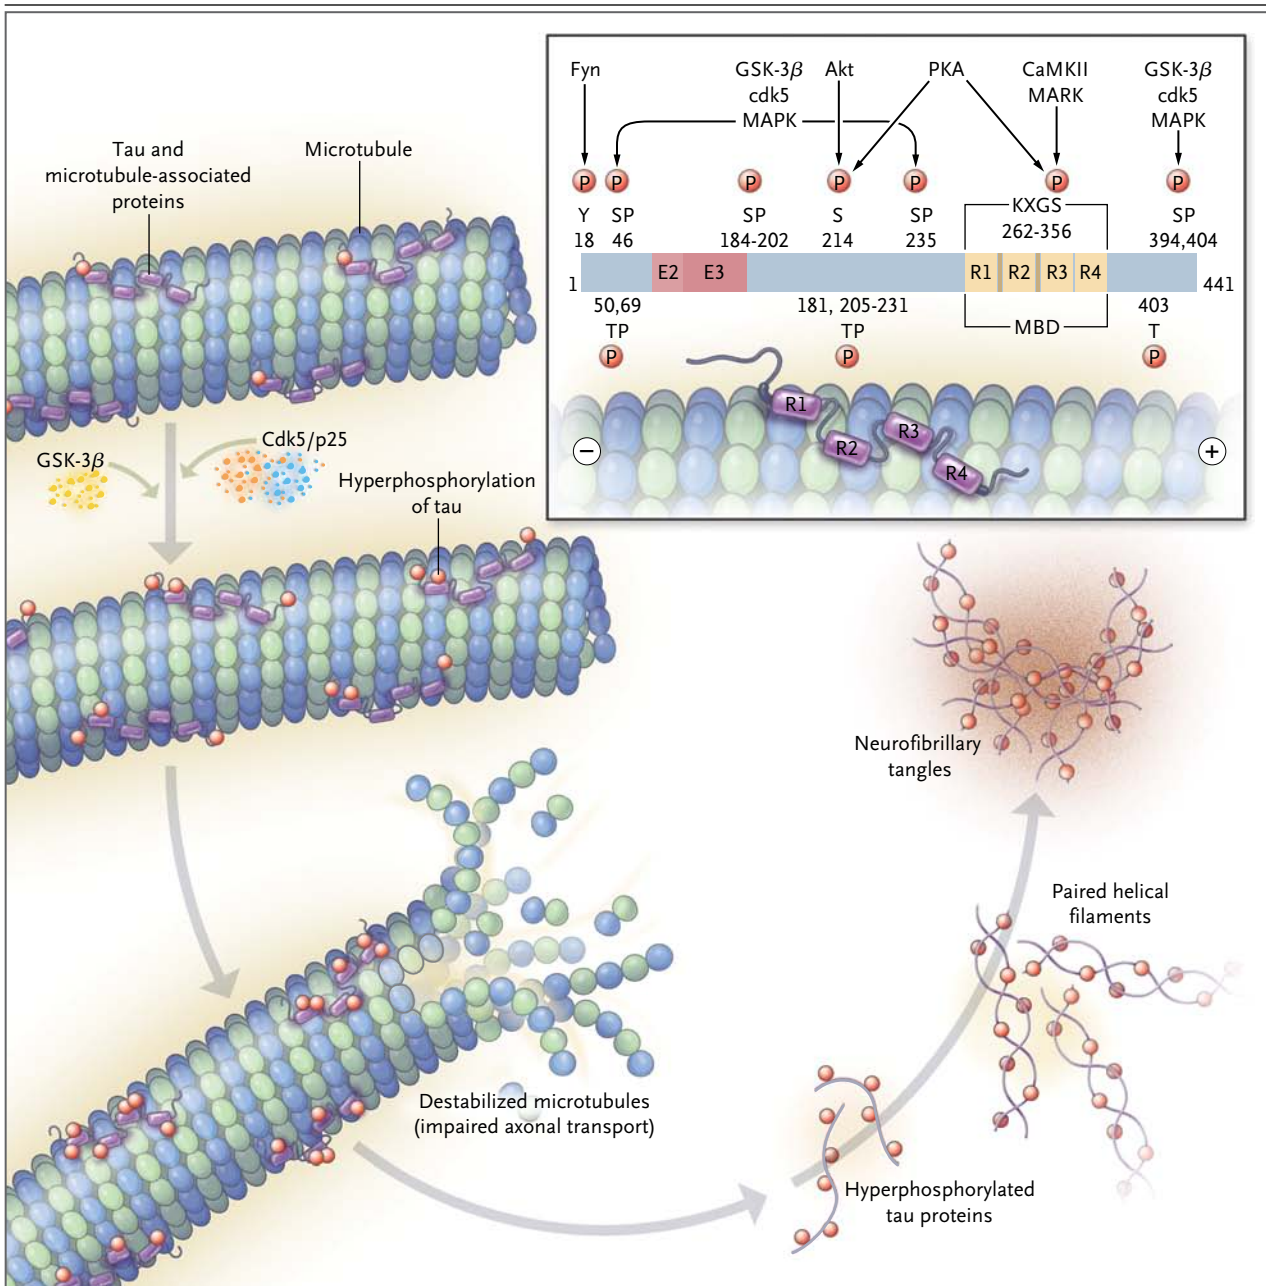 Fyn
GSK-3β
cdk5
MAPK
Akt
PKA
CaMKII
MARK
GSK-3β
cdk5
MAPK
P P P P P P P
Y
18
SP
46
SP
184-202
S
214
SP
235
KXGS
262-356
SP
394,404
1 E2 E3 R1 R2 R3 R4 441
50,69
TP
P
181, 205-231
TP
P
MBD
403
T
P
R1
R2
R3
R4
−
+
Tau and
microtubule-associated
proteins
Microtubule
GSK-3β
Cdk5/p25
Hyperphosphorylation
of tau
Destabilized microtubules
(impaired axonal transport)
Hyperphosphorylated
tau proteins
Paired helical
filaments
Neurofibrillary
tangles